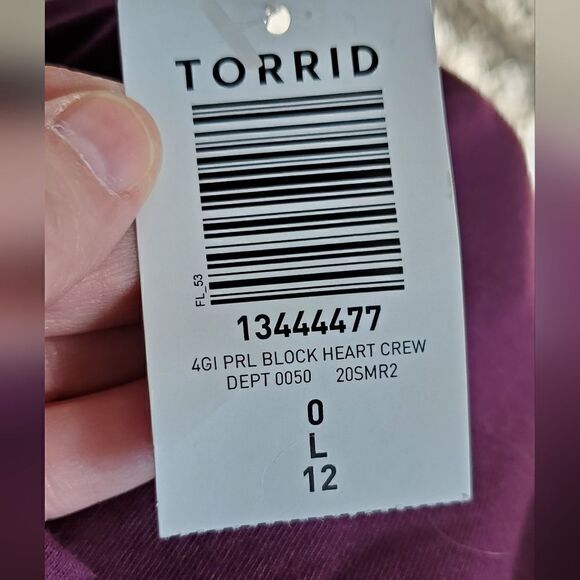 TORRID
FL_53
13444477
4GI PRL BLOCK HEART CREW
DEPT 0050 20SMR2
0
L
12